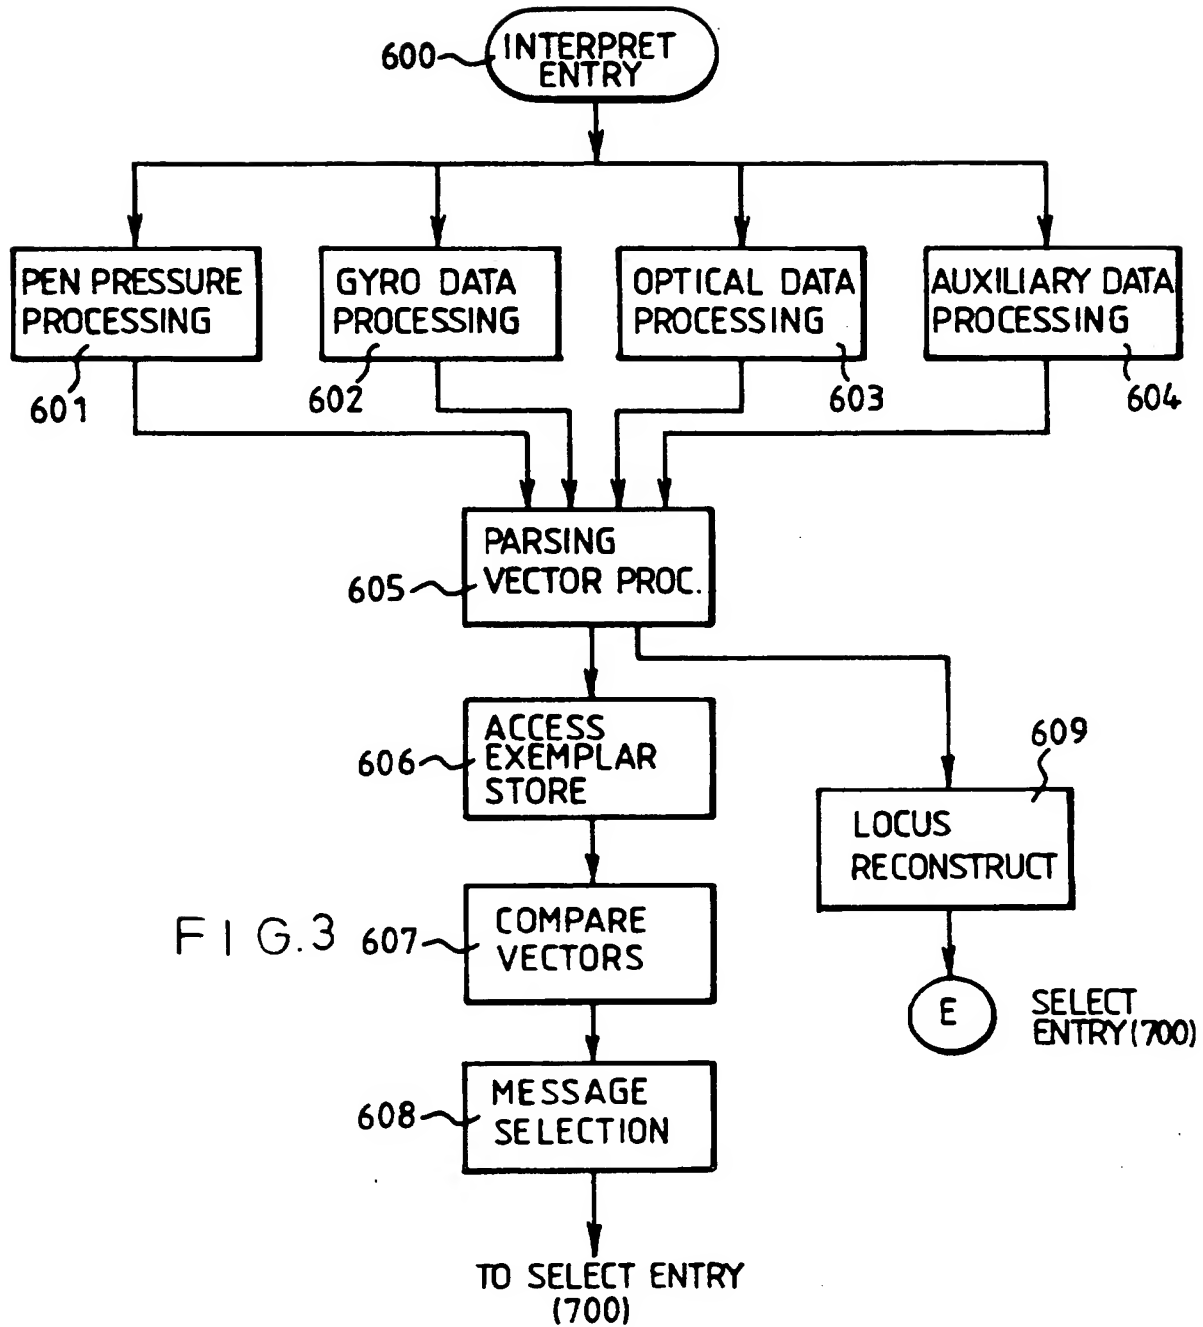 600
INTERPRET
ENTRY
PEN PRESSURE
PROCESSING
601
GYRO DATA
PROCESSING
602
OPTICAL DATA
PROCESSING
603
AUXILIARY DATA
PROCESSING
604
PARSING
VECTOR PROC.
605
ACCESS
EXEMPLAR
STORE
606
609
LOCUS
RECONSTRUCT
FIG.3
607
COMPARE
VECTORS
E
SELECT
ENTRY(700)
608
MESSAGE
SELECTION
TO SELECT ENTRY
(700)